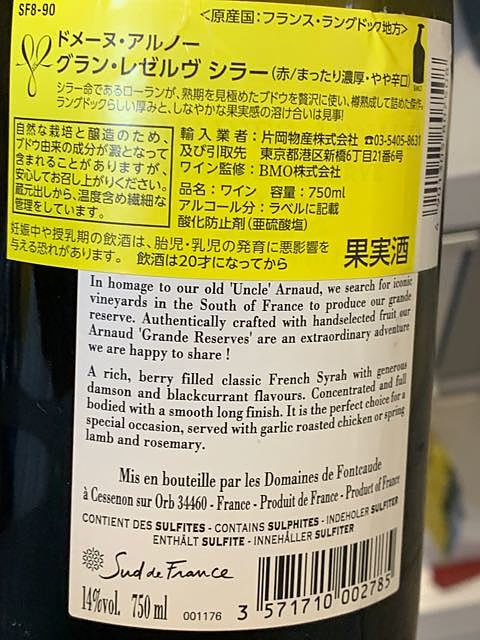 SF8-90
<原産国：フランス・ラングドック地方>
ドメーヌ・アルノー
グラン・レゼルヴ シラー(赤/まったり濃厚・やや辛口)
シラー命であるローランが、熟期を見極めたブドウを贅沢に使い、樽熟成して詰めた傑作。
ラングドックらしい厚みと、しなやかな果実感の溶け合いは見事!
自然な栽培と醸造のため、
ブドウ由来の成分が澱となって
含まれることがありますが、
安心してお召し上がりください。
蔵元出しから、温度含め繊細な
管理をしています。
輸入業者：片岡物産株式会社 ☎03-5405-8631
及び引取先 東京都港区新橋6丁目21番6号
ワイン監修：BMO株式会社
品名：ワイン 容量：750ml
アルコール分：ラベルに記載
酸化防止剤(亜硫酸塩)
妊娠中や授乳期の飲酒は、胎児・乳児の発育に悪影響を
与える恐れがあります。 飲酒は20才になってから
果実酒
In homage to our old 'Uncle' Arnaud, we search for iconic
vineyards in the South of France to produce our grande
reserve. Authentically crafted with handselected fruit our
Arnaud 'Grande Reserves' are an extraordinary adventure
we are happy to share !
A rich, berry filled classic French Syrah with generous
damson and blackcurrant flavours. Concentrated and full
bodied with a smooth long finish. It is the perfect choice for a
special occasion, served with garlic roasted chicken or spring
lamb and rosemary.
Mis en bouteille par les Domaines de Fontcaude
à Cessenon sur Orb 34460 - France - Produit de France - Product of France
CONTIENT DES SULFITES - CONTAINS SULPHITES - INDEHOLER SULFITER
ENTHÄLT SULFITE - INNEHÅLLER SULFITER
Sud de France
14%vol. 750 ml
001176
3 571710 002785